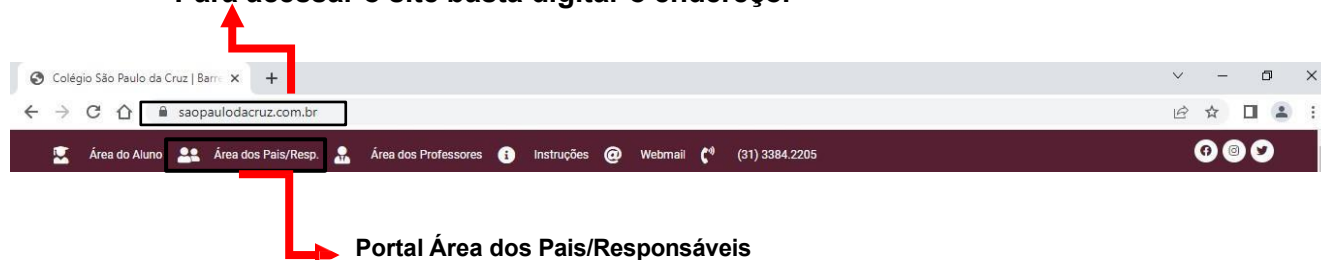 Para acessar o site basta digitar o endereço:
Colégio São Paulo da Cruz | Barre
saopaulodacruz.com.br
Área do Aluno Área dos Pais/Resp. Área dos Professores Instruções Webmail (31) 3384.2205
Portal Área dos Pais/Responsáveis